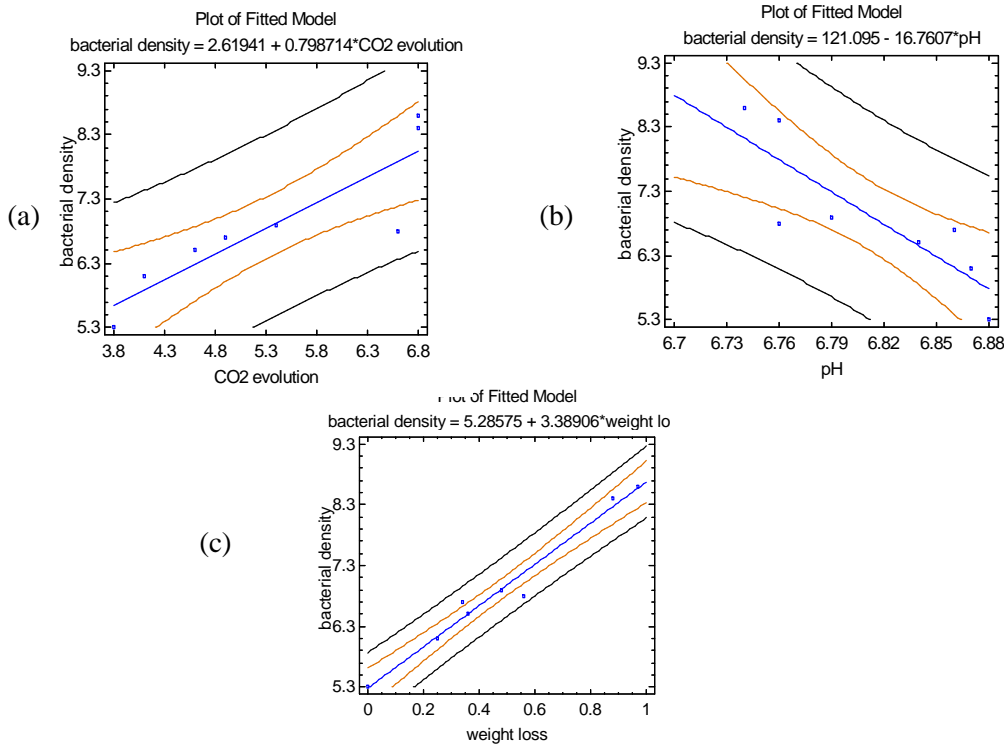 Plot of Fitted Model
bacterial density = 2.61941 + 0.798714*CO2 evolution
(a)
bacterial density
9.3
8.3
7.3
6.3
5.3
3.8 4.3 4.8 5.3 5.8 6.3 6.8
CO2 evolution
Plot of Fitted Model
bacterial density = 121.095 - 16.7607*pH
(b)
bacterial density
9.3
8.3
7.3
6.3
5.3
6.7 6.73 6.76 6.79 6.82 6.85 6.88
pH
Plot of Fitted Model
bacterial density = 5.28575 + 3.38906*weight lo
(c)
bacterial density
9.3
8.3
7.3
6.3
5.3
0 0.2 0.4 0.6 0.8 1
weight loss